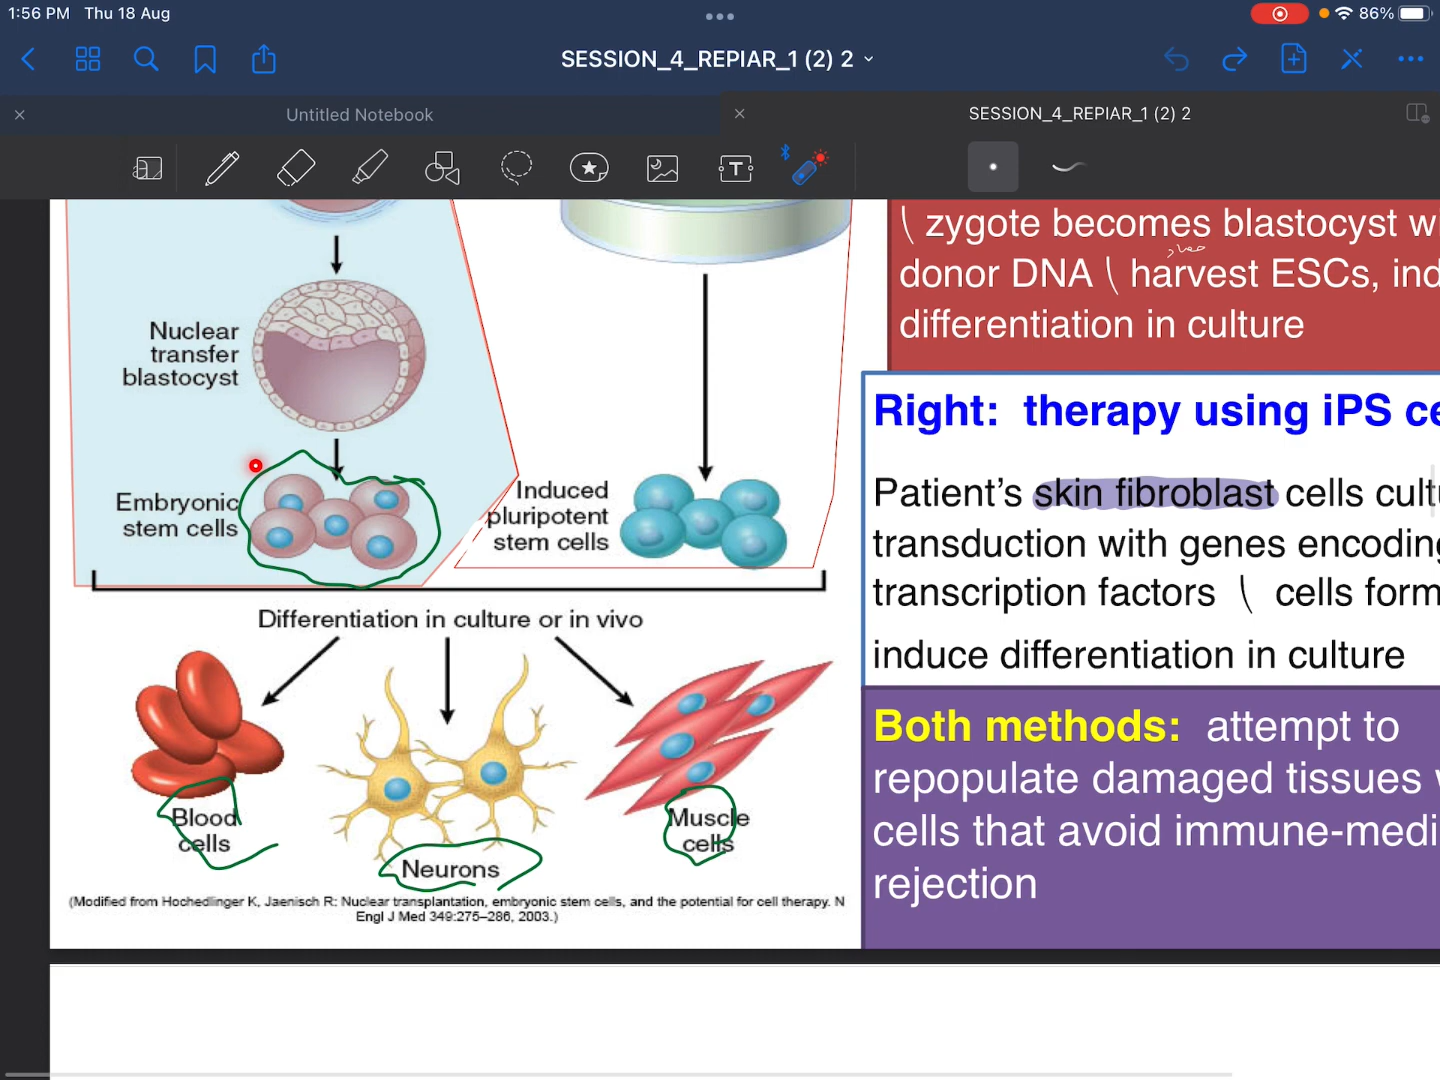 1:56 PM Thu 18 Aug
86%
SESSION_4_REPIAR_1 (2) 2
Untitled Notebook
SESSION_4_REPIAR_1 (2) 2
Nuclear
transfer
blastocyst
Embryonic
stem cells
Induced
pluripotent
stem cells
Differentiation in culture or in vivo
Blood
cells
Neurons
Muscle
cells
(Modified from Hochedlinger K, Jaenisch R: Nuclear transplantation, embryonic stem cells, and the potential for cell therapy. N
Engl J Med 349:275–286, 2003.)
zygote becomes blastocyst w
donor DNA \ harvest ESCs, ind
differentiation in culture
Right: therapy using iPS ce
Patient's skin fibroblast cells cult
transduction with genes encoding
transcription factors \ cells form
induce differentiation in culture
Both methods: attempt to
repopulate damaged tissues
cells that avoid immune-medi
rejection